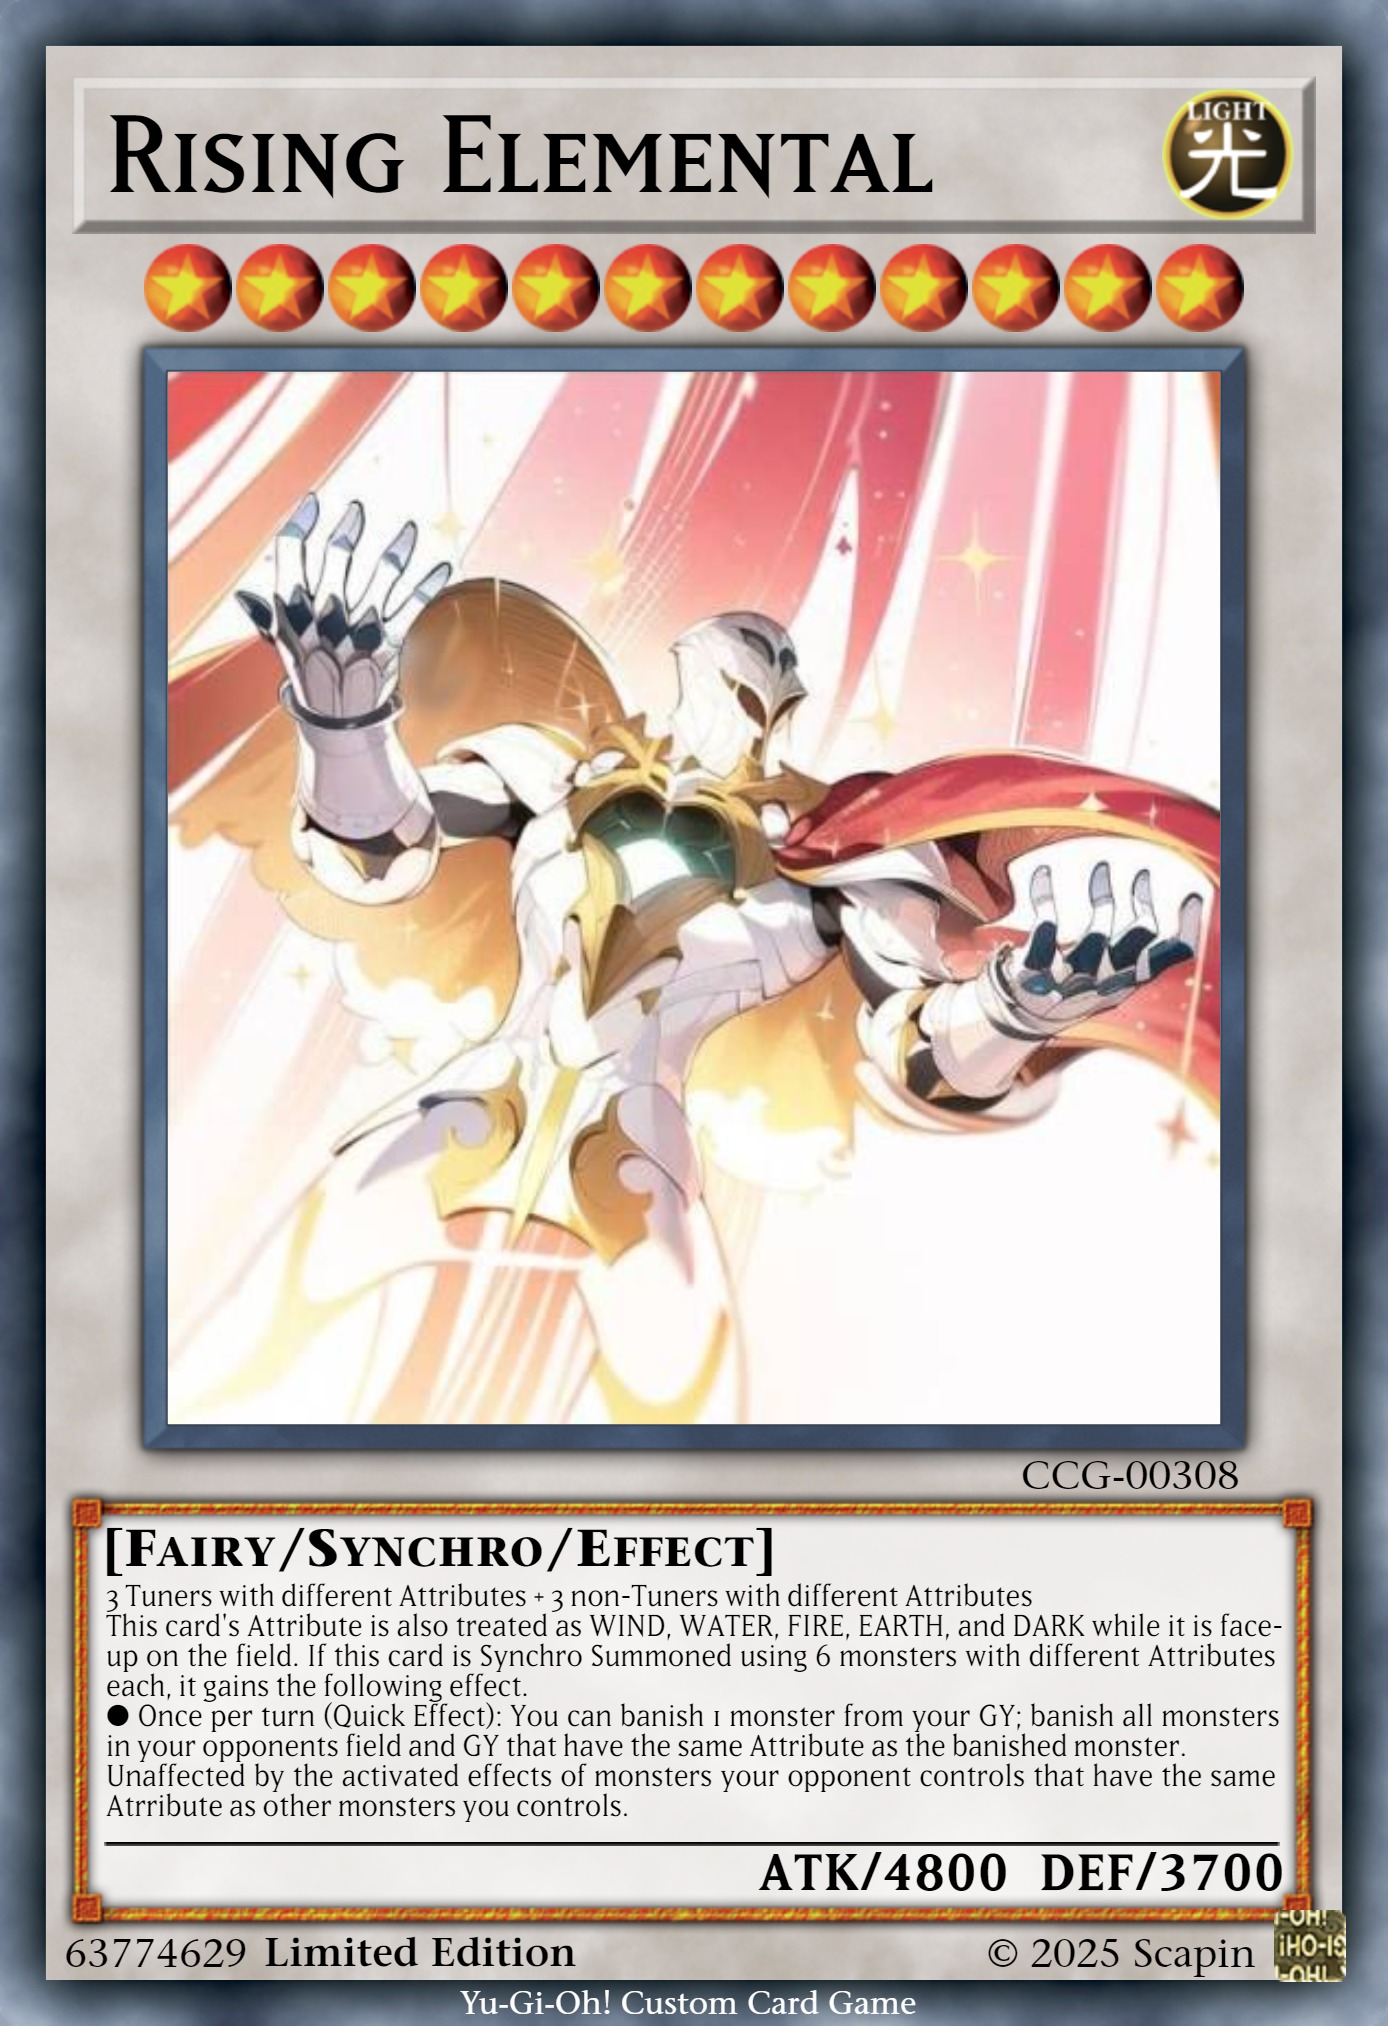 Rising Elemental
LIGHT
光
CCG-00308
[Fairy/Synchro/Effect]
3 Tuners with different Attributes + 3 non-Tuners with different Attributes
This card's Attribute is also treated as WIND, WATER, FIRE, EARTH, and DARK while it is face-
up on the field. If this card is Synchro Summoned using 6 monsters with different Attributes
each, it gains the following effect.
● Once per turn (Quick Effect): You can banish 1 monster from your GY; banish all monsters
in your opponents field and GY that have the same Attribute as the banished monster.
Unaffected by the activated effects of monsters your opponent controls that have the same
Atrribute as other monsters you controls.
ATK/4800 DEF/3700
63774629 Limited Edition
© 2025 Scapin
Yu-Gi-Oh! Custom Card Game